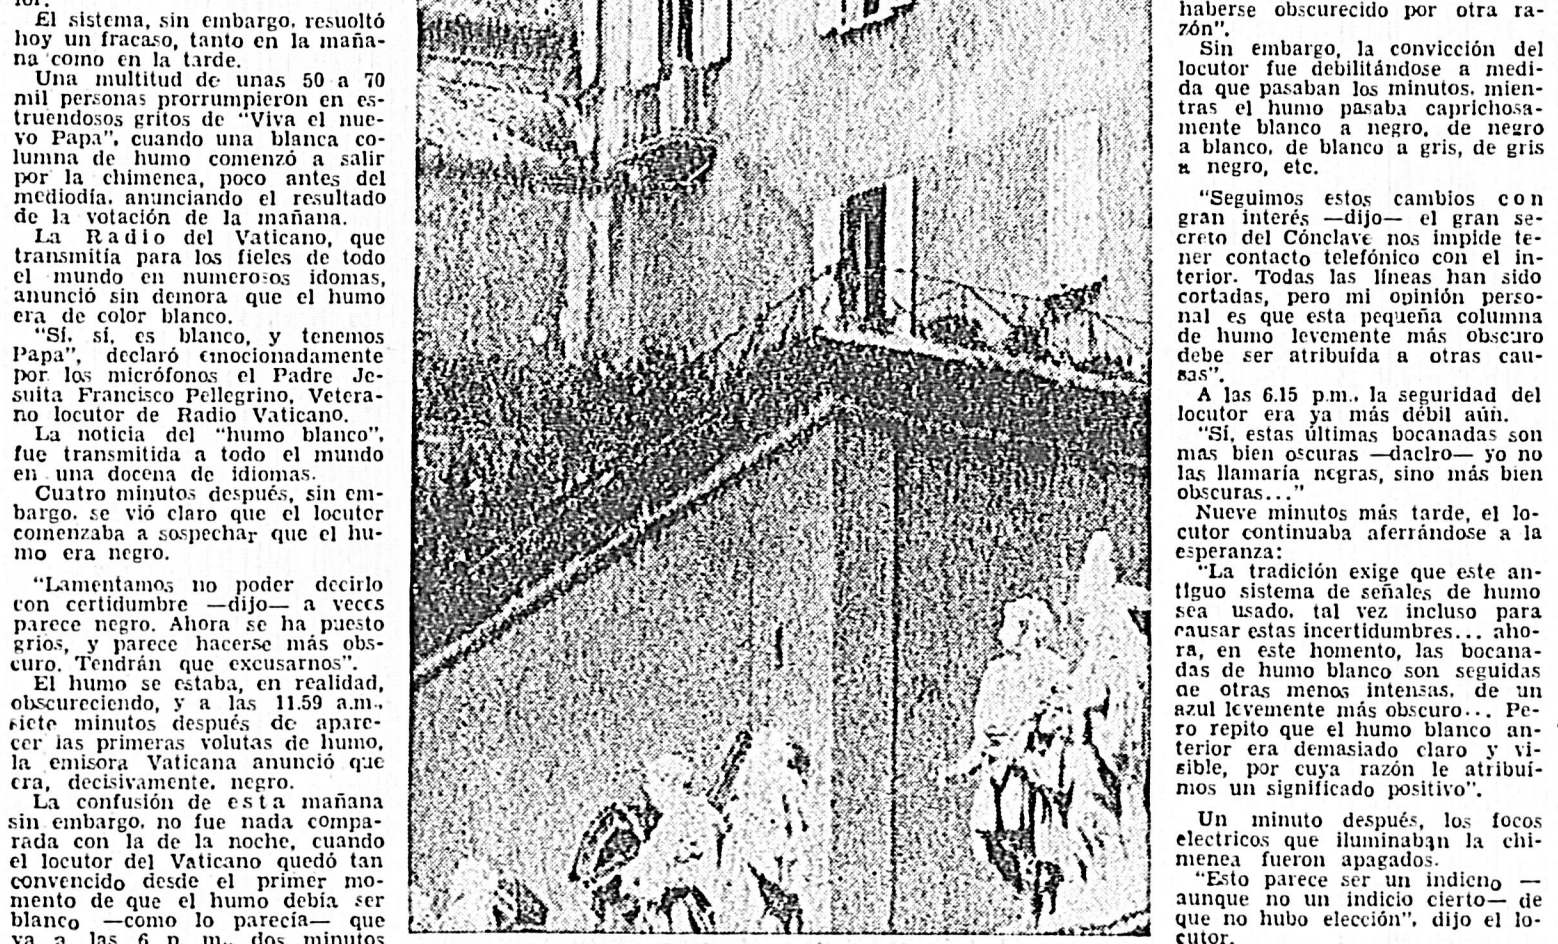 El sistema, sin embargo, resuoltó
hoy un fracaso, tanto en la maña-
na como en la tarde.
Una multitud de unas 50 a 70
mil personas prorrumpieron en es-
truendosos gritos de "Viva el nue-
vo Papa", cuando una blanca co-
lumna de humo comenzó a salir
por la chimenea, poco antes del
mediodía, anunciando el resultado
de la votación de la mañana.
La Radio del Vaticano, que
transmitía para los fieles de todo
el mundo en numerosos idomas,
anunció sin demora que el humo
era de color blanco.
"Sí, sí, es blanco, y tenemos
Papa", declaró emocionadamente
por los micrófonos el Padre Je-
suita Francisco Pellegrino, Vetera-
no locutor de Radio Vaticano.
La noticia del "humo blanco",
fue transmitida a todo el mundo
en una docena de idiomas.
Cuatro minutos después, sin em-
bargo, se vió claro que el locutor
comenzaba a sospechar que el hu-
mo era negro.
"Lamentamos no poder decirlo
con certidumbre —dijo— a veces
parece negro. Ahora se ha puesto
grios, y parece hacerse más obs-
curo. Tendrán que excusarnos".
El humo se estaba, en realidad,
obscureciendo, y a las 11.59 a.m.,
siete minutos después de apare-
cer las primeras volutas de humo,
la emisora Vaticana anunció que
era, decisivamente, negro.
La confusión de esta mañana
sin embargo, no fue nada compa-
rada con la de la noche, cuando
el locutor del Vaticano quedó tan
convencido desde el primer mo-
mento de que el humo debía ser
blanco —como lo parecía— que
ya a las 6 p. m., dos minutos
haberse obscurecido por otra ra-
zón".
Sin embargo, la convicción del
locutor fue debilitándose a medi-
da que pasaban los minutos, mien-
tras el humo pasaba caprichosa-
mente blanco a negro, de negro
a blanco, de blanco a gris, de gris
a negro, etc.
"Seguimos estos cambios con
gran interés —dijo— el gran se-
creto del Cónclave nos impide te-
ner contacto telefónico con el in-
terior. Todas las líneas han sido
cortadas, pero mi opinión perso-
nal es que esta pequeña columna
de humo levemente más obscuro
debe ser atribuída a otras cau-
sas".
A las 6.15 p.m., la seguridad del
locutor era ya más débil aún.
"Sí, estas últimas bocanadas son
mas bien oscuras —daclro— yo no
las llamaría negras, sino más bien
obscuras..."
Nueve minutos más tarde, el lo-
cutor continuaba aferrándose a la
esperanza:
"La tradición exige que este an-
tiguo sistema de señales de humo
sea usado, tal vez incluso para
causar estas incertidumbres... aho-
ra, en este homento, las bocana-
das de humo blanco son seguidas
de otras menos intensas, de un
azul levemente más obscuro... Pe-
ro repito que el humo blanco an-
terior era demasiado claro y vi-
sible, por cuya razón le atribuí-
mos un significado positivo".
Un minuto después, los focos
electricos que iluminaban la chi-
menea fueron apagados.
"Esto parece ser un indicno —
aunque no un indicio cierto— de
que no hubo elección", dijo el lo-
cutor.